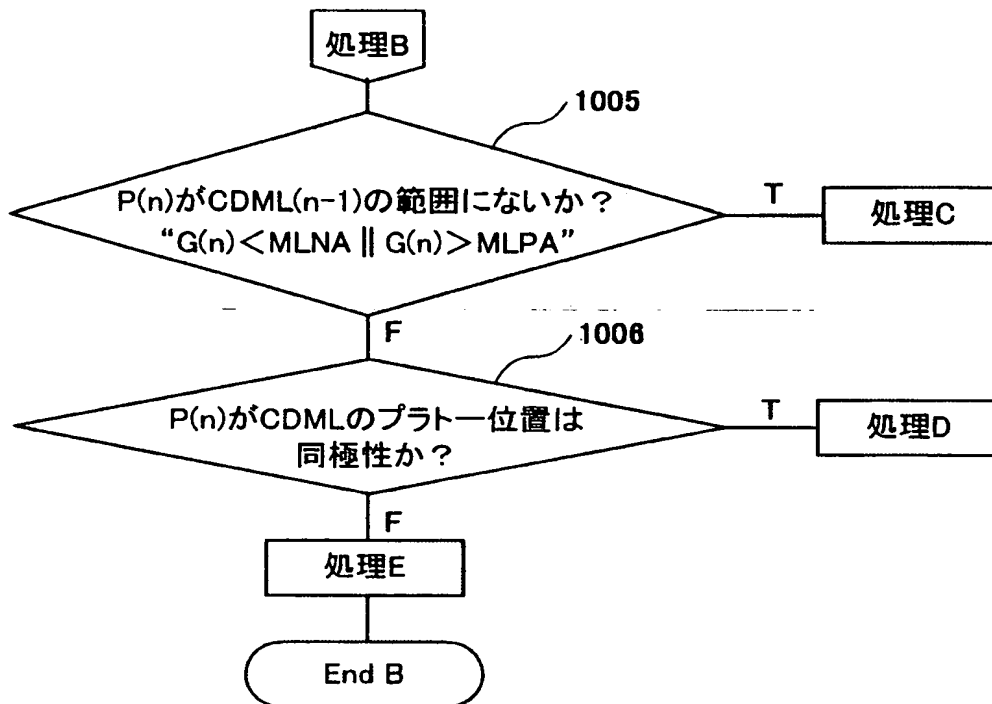 処理B
1005
P(n)がCDML(n-1)の範囲にないか？
T
処理C
“G(n)＜MLNA ∥ G(n)＞MLPA”
F
1006
P(n)がCDMLのプラトー位置は
同極性か？
T
処理D
F
処理E
End B